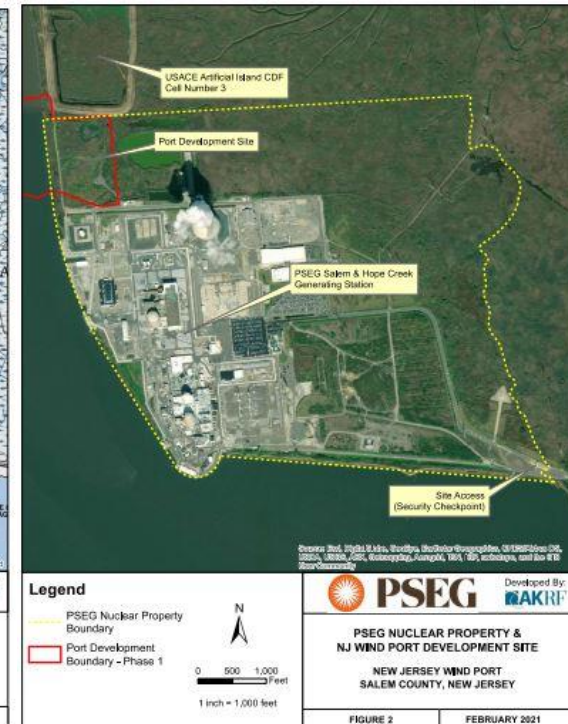 USACE Artificial Island CDF
Cell Number 3
Port Development Site
PSEG Salem & Hope Creek
Generating Station
Site Access
(Security Checkpoint)
Legend
PSEG Nuclear Property
Boundary
Port Development
Boundary - Phase 1
N
0 500 1,000
Feet
1 inch = 1,000 feet
PSEG
Developed By:
AKRF
PSEG NUCLEAR PROPERTY &
NJ WIND PORT DEVELOPMENT SITE
NEW JERSEY WIND PORT
SALEM COUNTY, NEW JERSEY
FIGURE 2
FEBRUARY 2021